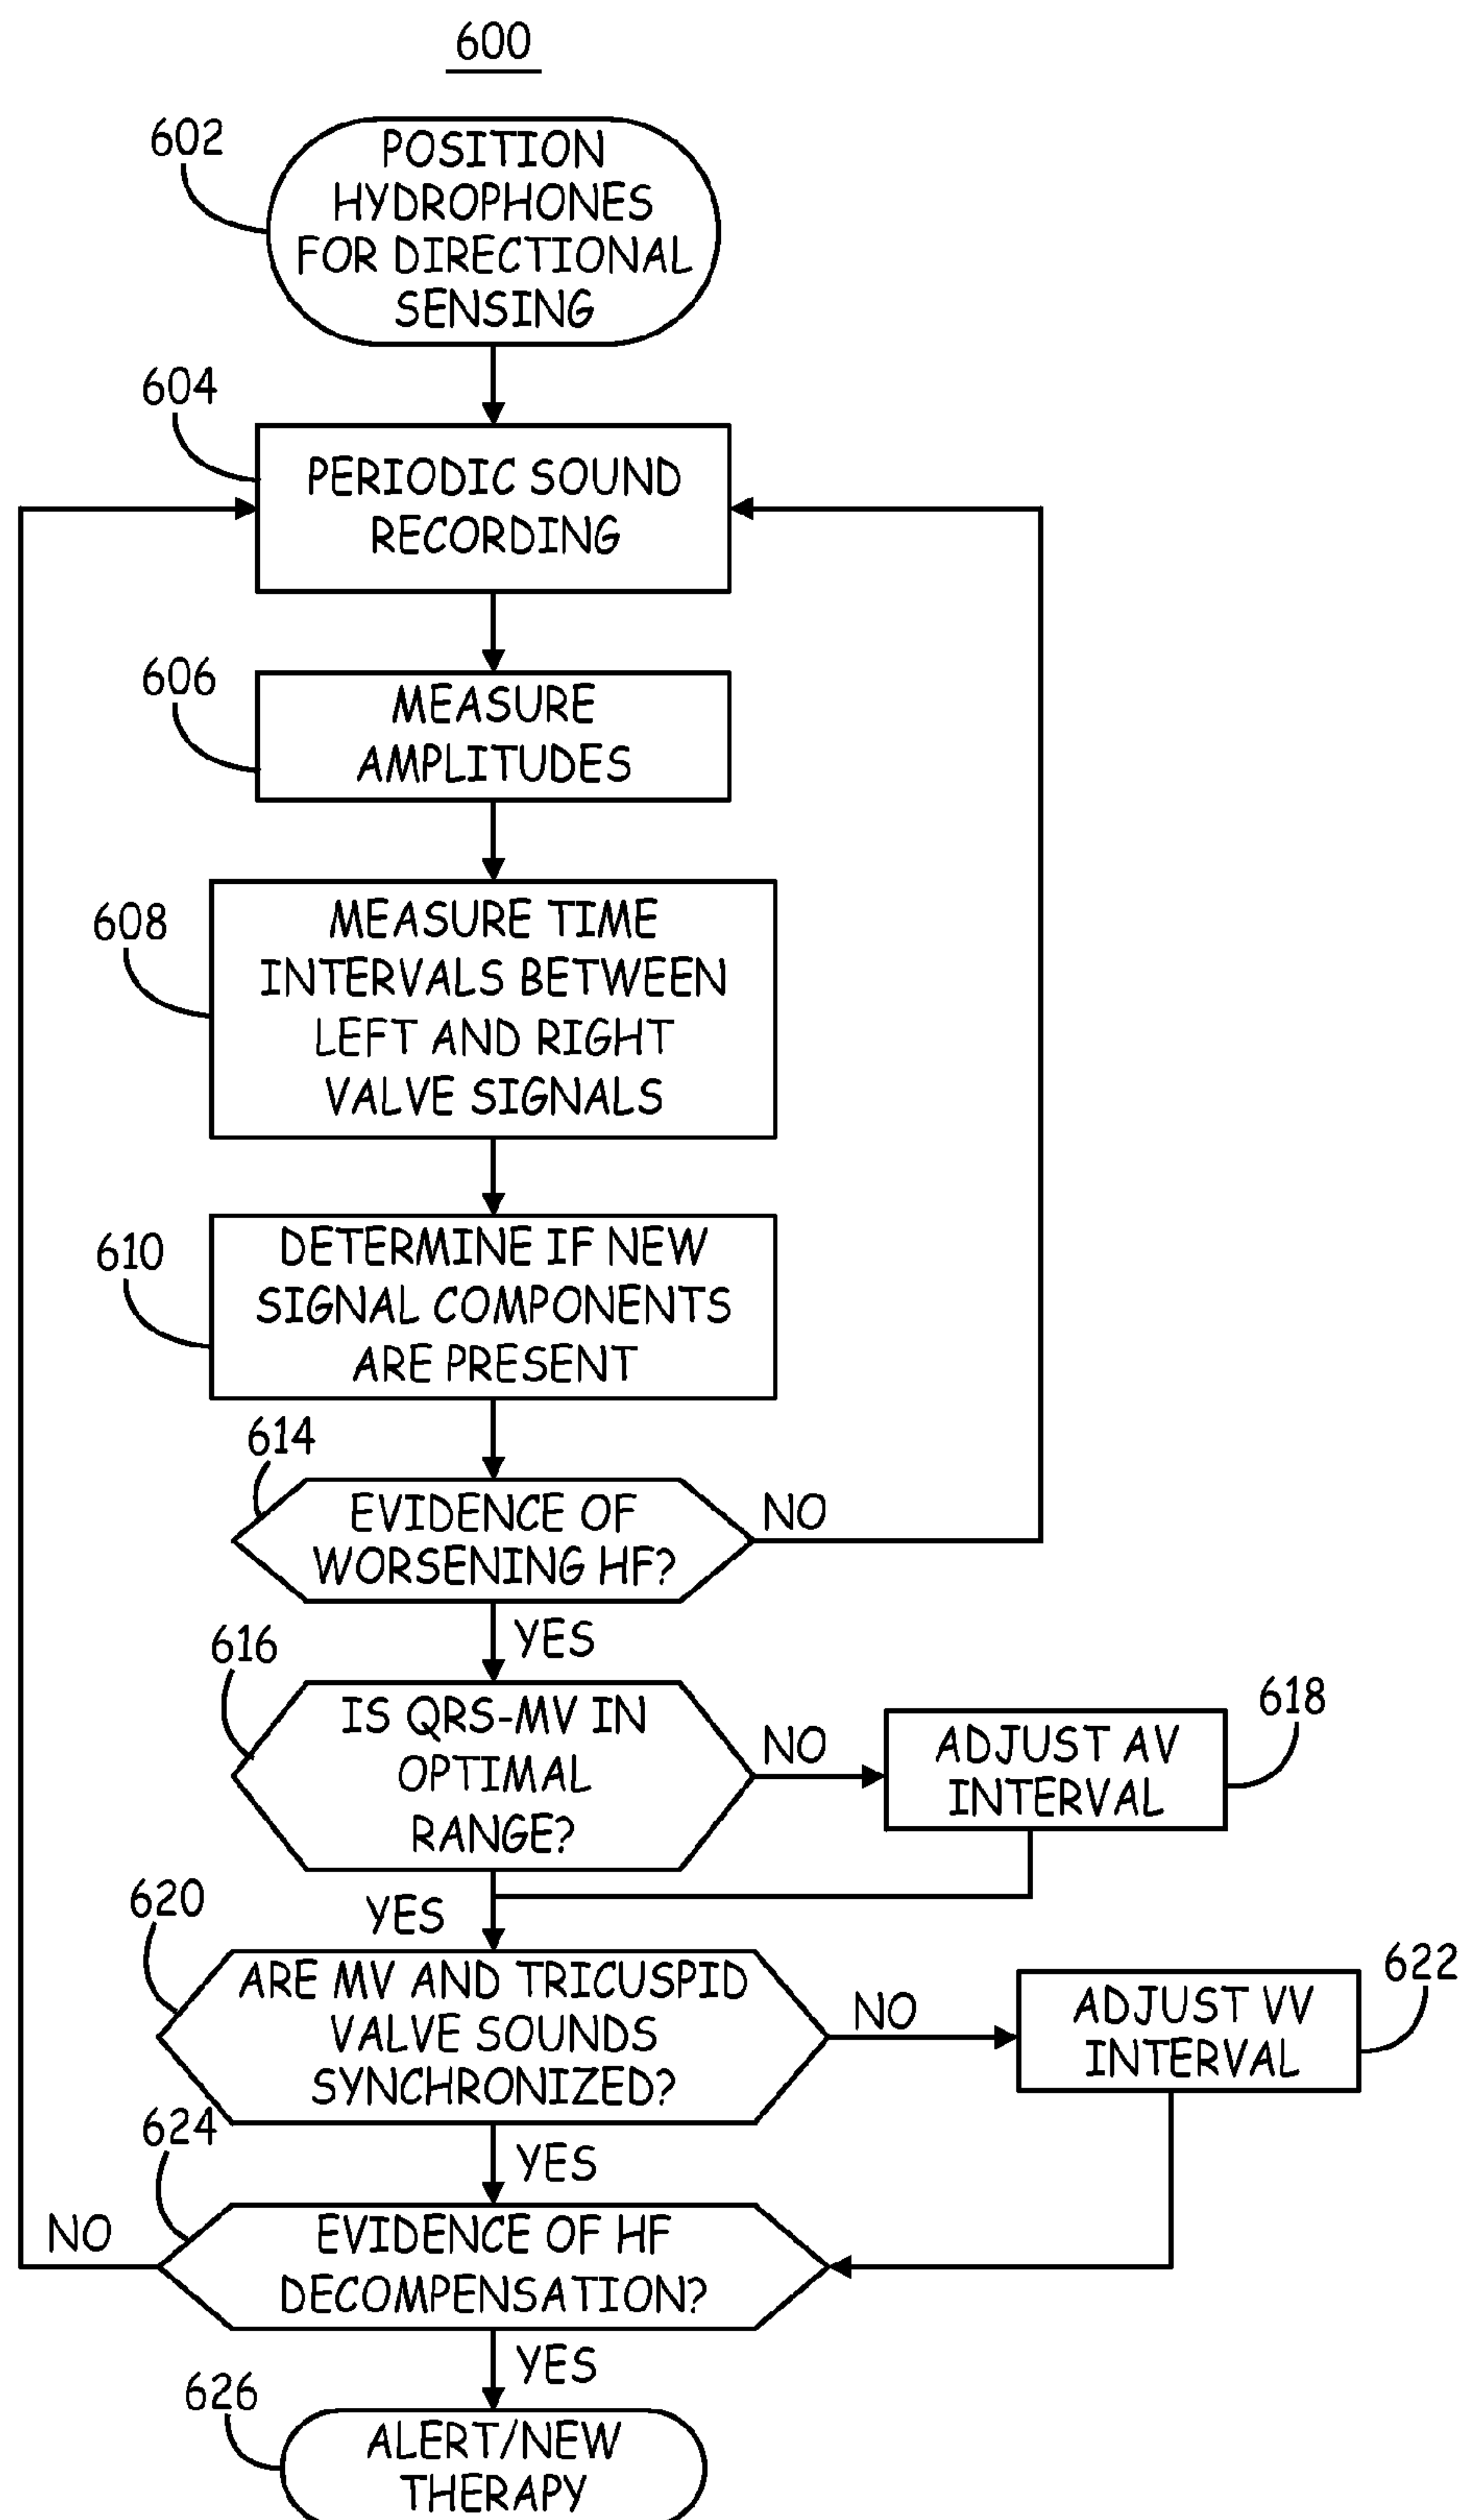 600
602
POSITION
HYDROPHONES
FOR DIRECTIONAL
SENSING
604
PERIODIC SOUND
RECORDING
606
MEASURE
AMPLITUDES
608
MEASURE TIME
INTERVALS BETWEEN
LEFT AND RIGHT
VALVE SIGNALS
610
DETERMINE IF NEW
SIGNAL COMPONENTS
ARE PRESENT
614
EVIDENCE OF
WORSENING HF?
NO
YES
616
IS QRS-MV IN
OPTIMAL
RANGE?
NO
618
ADJUST AV
INTERVAL
YES
620
ARE MV AND TRICUSPID
VALVE SOUNDS
SYNCHRONIZED?
NO
622
ADJUST VV
INTERVAL
YES
624
EVIDENCE OF HF
DECOMPENSATION?
NO
YES
626
ALERT/NEW
THERAPY